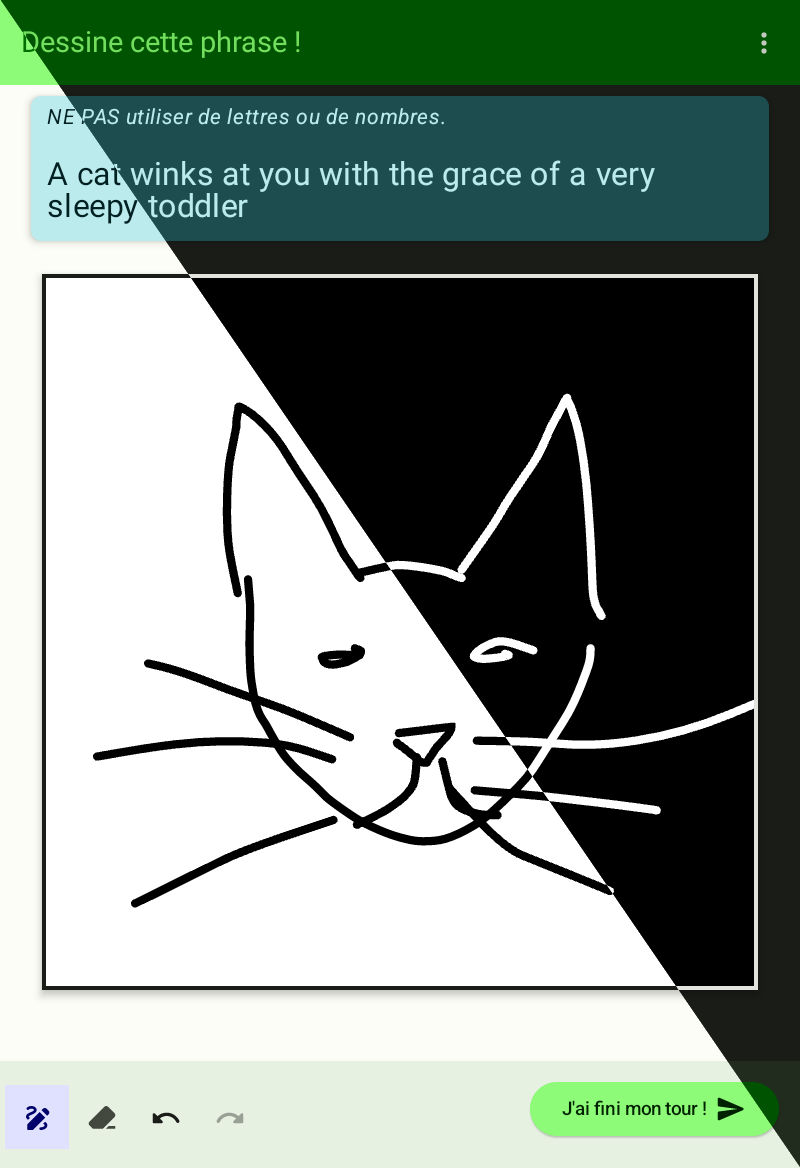 Dessine cette phrase !
NE PAS utiliser de lettres ou de nombres.
A cat winks at you with the grace of a very
sleepy toddler
J'ai fini mon tour !